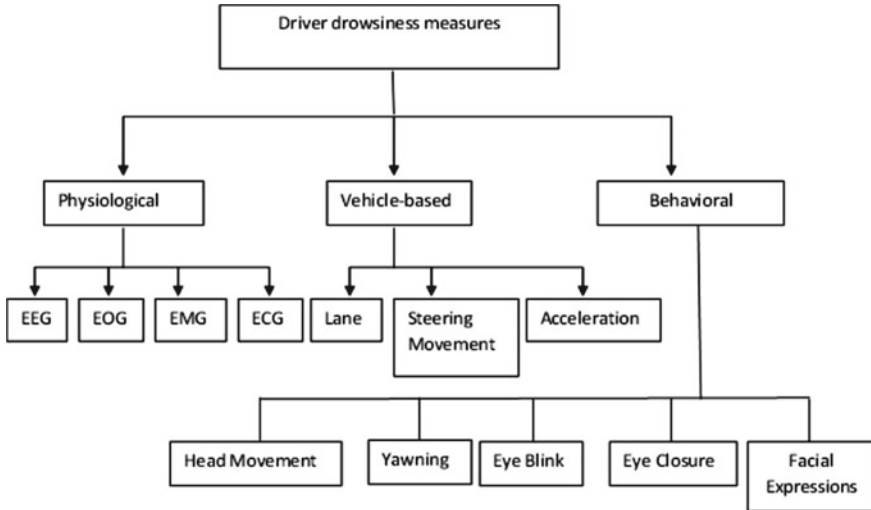 Driver drowsiness measures
Physiological
Vehicle-based
Behavioral
EEG
EOG
EMG
ECG
Lane
Steering
Movement
Acceleration
Head Movement
Yawning
Eye Blink
Eye Closure
Facial
Expressions